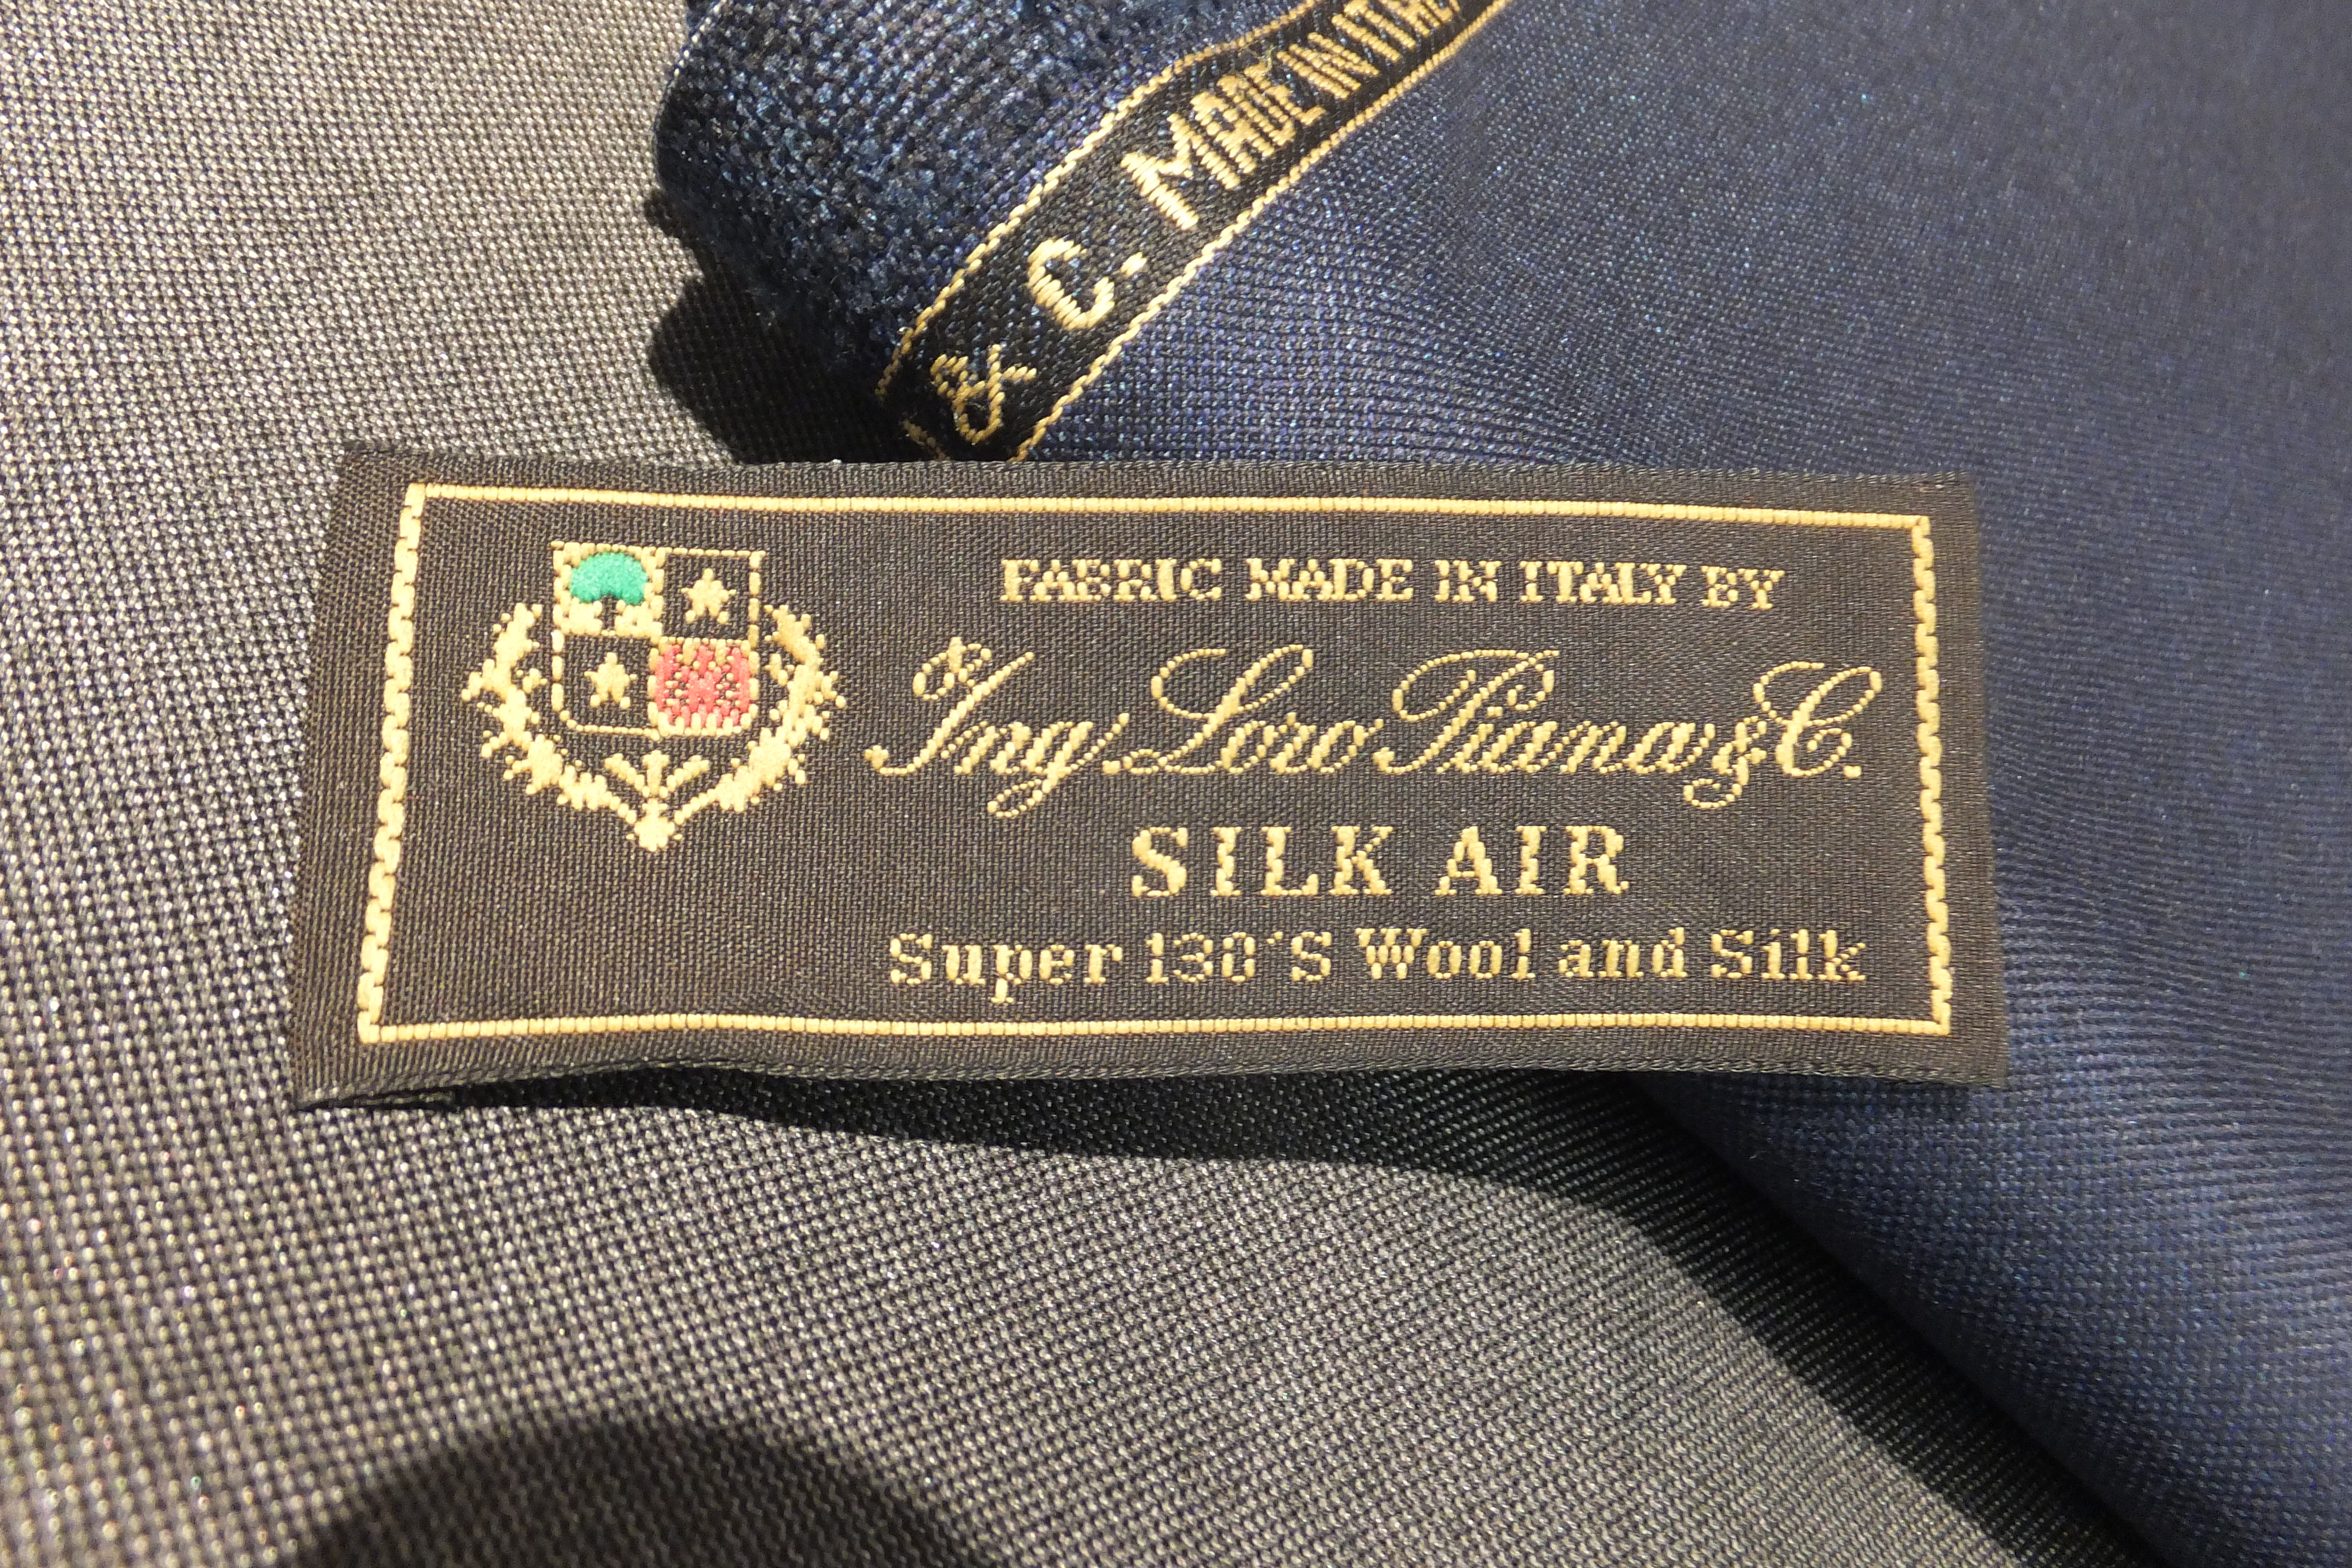 & C. MADE IN ITALY
FABRIC MADE IN ITALY BY
Ing. Loro Piana & C.
SILK AIR
Super 130'S Wool and Silk